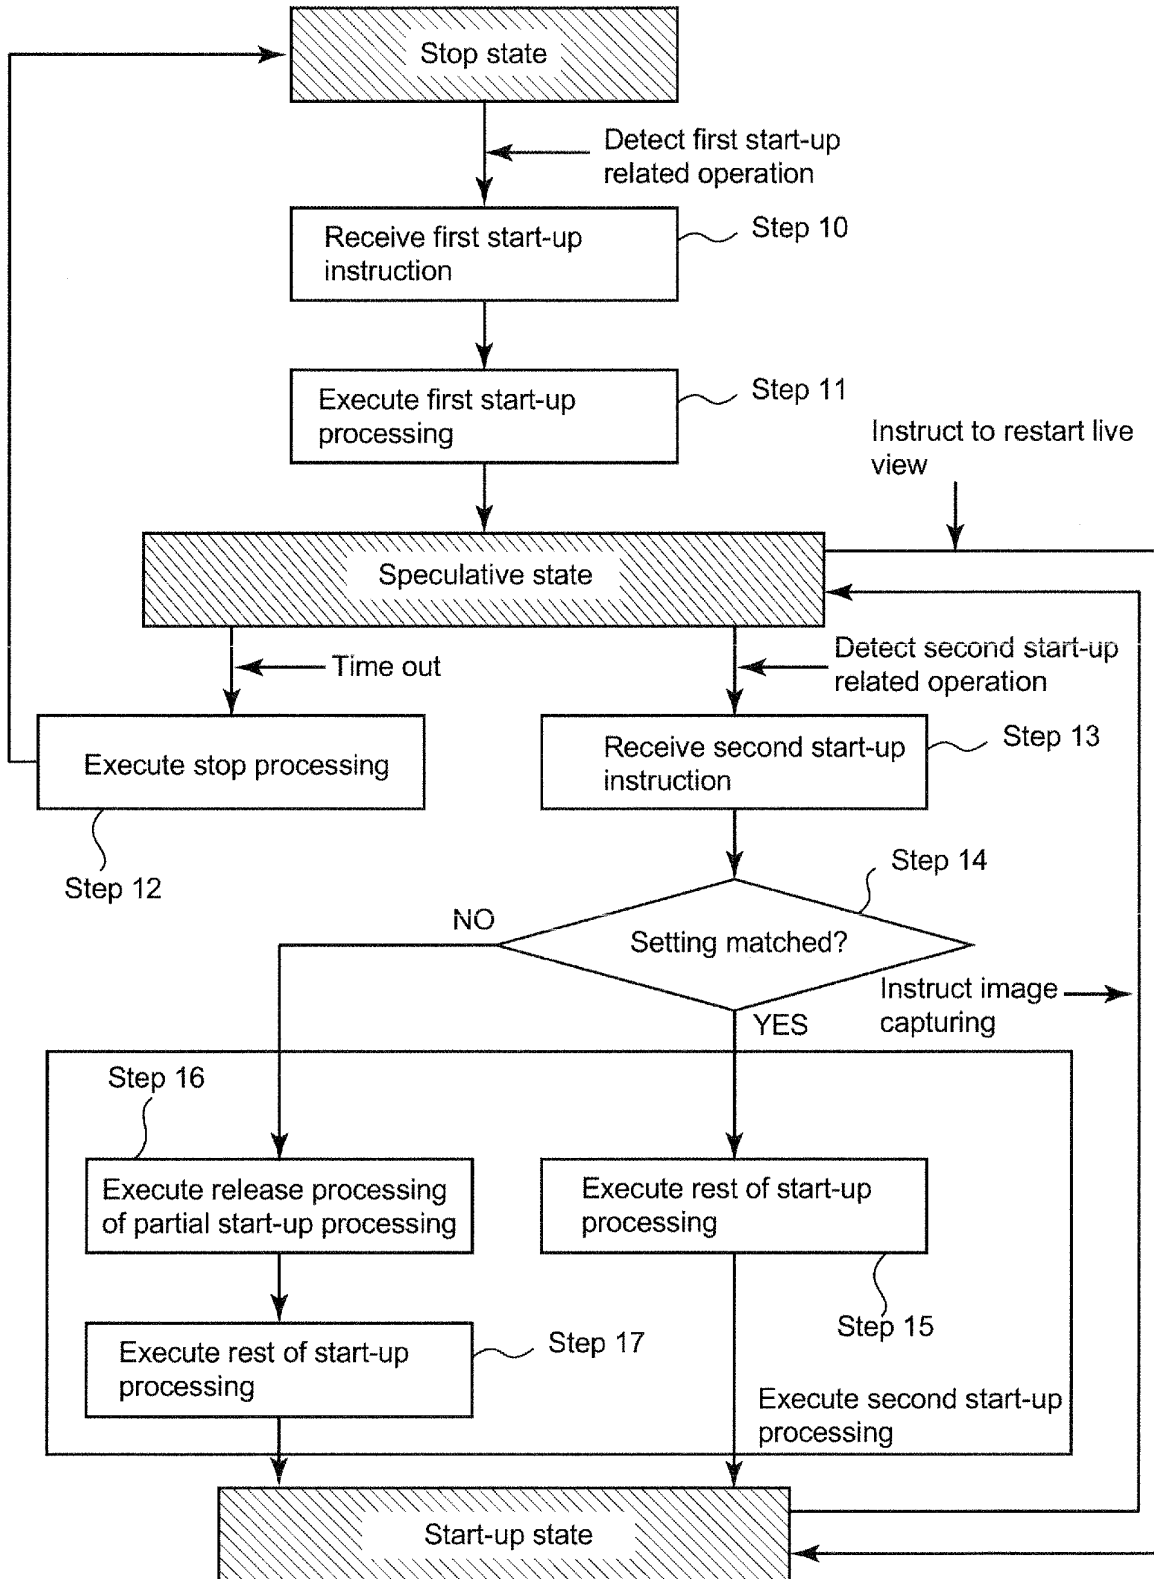 Stop state
Detect first start-up
related operation
Receive first start-up
instruction
Step 10
Execute first start-up
processing
Step 11
Instruct to restart live
view
Speculative state
Time out
Detect second start-up
related operation
Execute stop processing
Step 12
Receive second start-up
instruction
Step 13
Step 14
NO
Setting matched?
YES
Instruct image
capturing
Step 16
Execute release processing
of partial start-up processing
Execute rest of start-up
processing
Step 15
Execute rest of start-up
processing
Step 17
Execute second start-up
processing
Start-up state